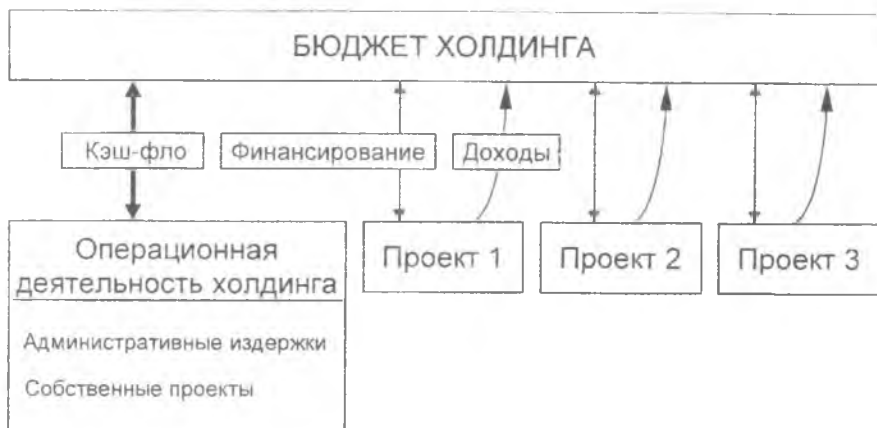 БЮДЖЕТ ХОЛДИНГА
Кэш-фло
Финансирование
Доходы
Операционная
деятельность холдинга
Административные издержки
Собственные проекты
Проект 1
Проект 2
Проект 3